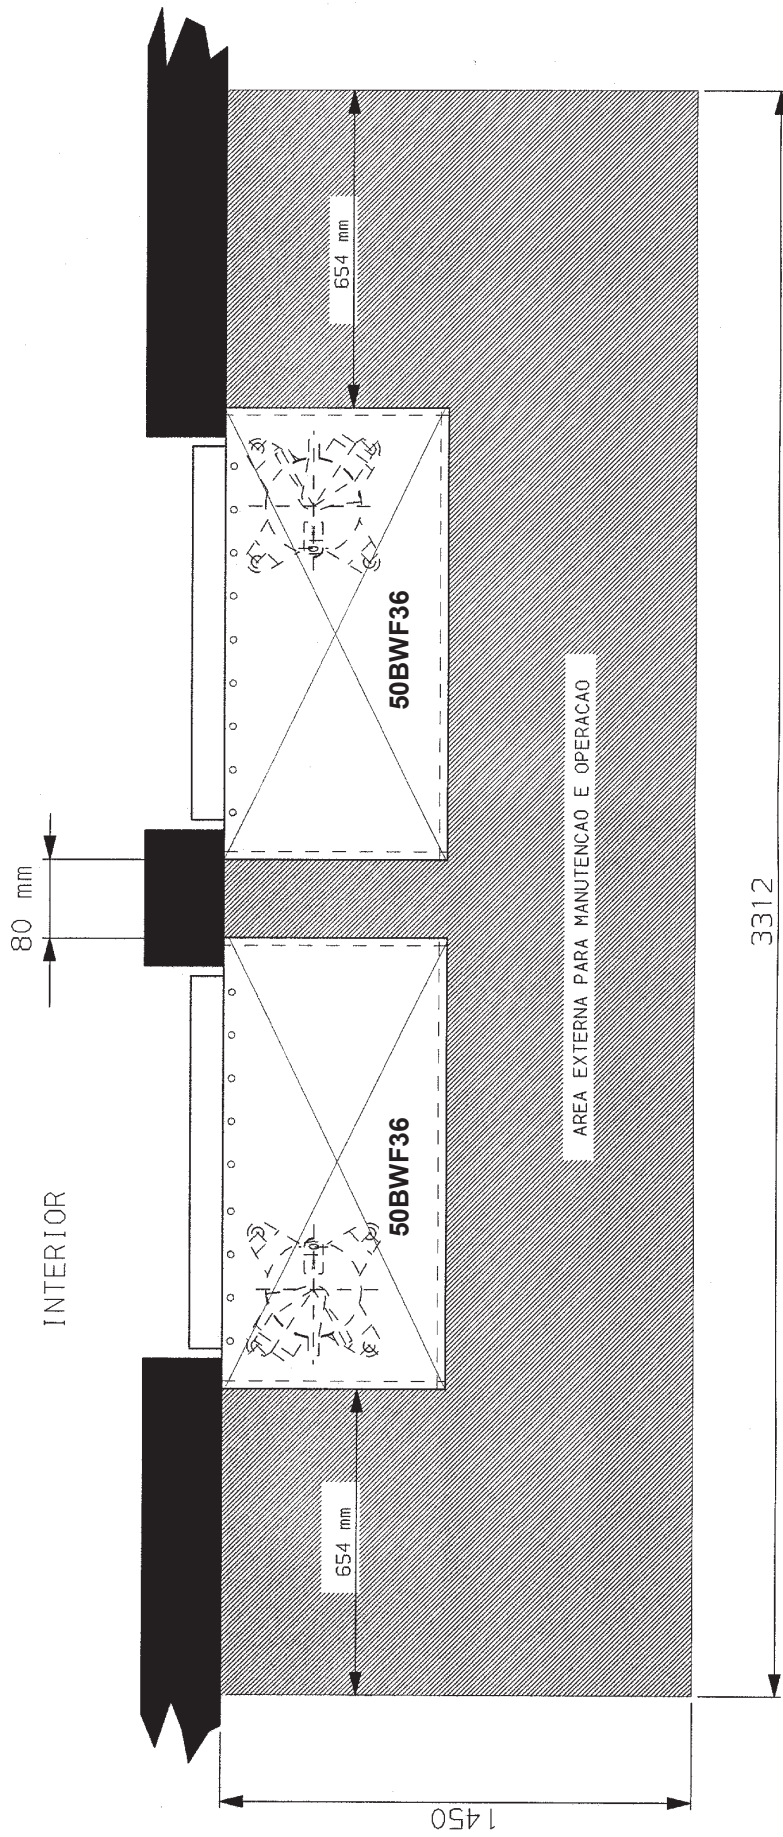 INTERIOR
80 mm
654 mm
654 mm
50BWF36
50BWF36
AREA EXTERNA PARA MANUTENCAO E OPERACAO
3312
1450